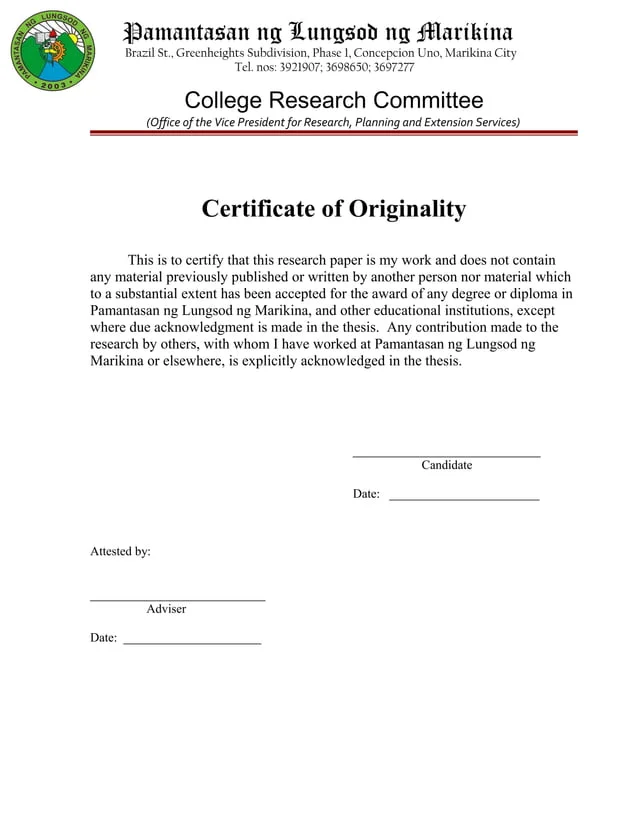 Pamantasan ng Lungsod ng Marikina
Brazil St., Greenheights Subdivision, Phase I, Concepcion Uno, Marikina City
Tel. nos: 3921907; 3698650; 3697277
PAMANTASAN NG LUNGSOD NG MARIKINA
2003
College Research Committee
(Office of the Vice President for Research, Planning and Extension Services)
Certificate of Originality
This is to certify that this research paper is my work and does not contain
any material previously published or written by another person nor material which
to a substantial extent has been accepted for the award of any degree or diploma in
Pamantasan ng Lungsod ng Marikina, and other educational institutions, except
where due acknowledgment is made in the thesis.  Any contribution made to the
research by others, with whom I have worked at Pamantasan ng Lungsod ng
Marikina or elsewhere, is explicitly acknowledged in the thesis.
Candidate
Date:
Attested by:
Adviser
Date: